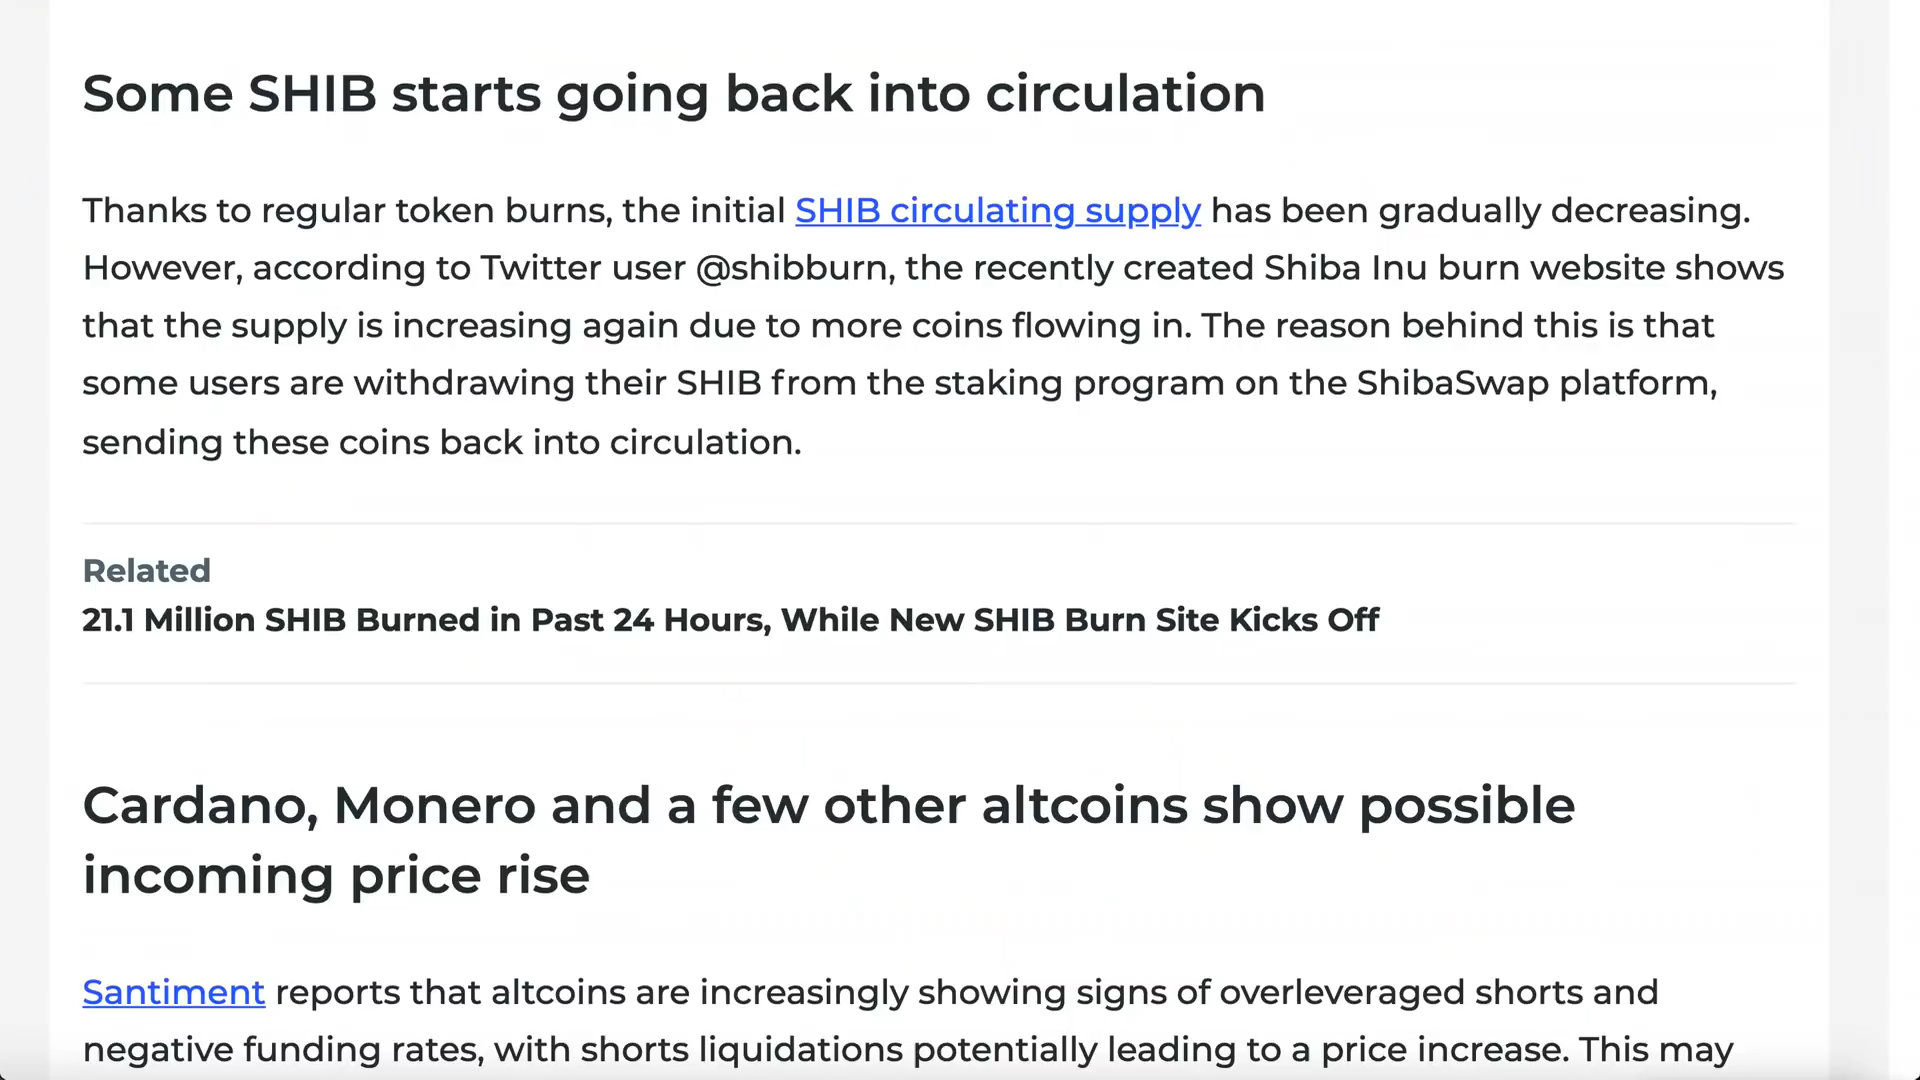 Some SHIB starts going back into circulation
Thanks to regular token burns, the initial SHIB circulating supply has been gradually decreasing.
However, according to Twitter user @shibburn, the recently created Shiba Inu burn website shows
that the supply is increasing again due to more coins flowing in. The reason behind this is that
some users are withdrawing their SHIB from the staking program on the ShibaSwap platform,
sending these coins back into circulation.
Related
21.1 Million SHIB Burned in Past 24 Hours, While New SHIB Burn Site Kicks Off
Cardano, Monero and a few other altcoins show possible
incoming price rise
Santiment reports that altcoins are increasingly showing signs of overleveraged shorts and
negative funding rates, with shorts liquidations potentially leading to a price increase. This may